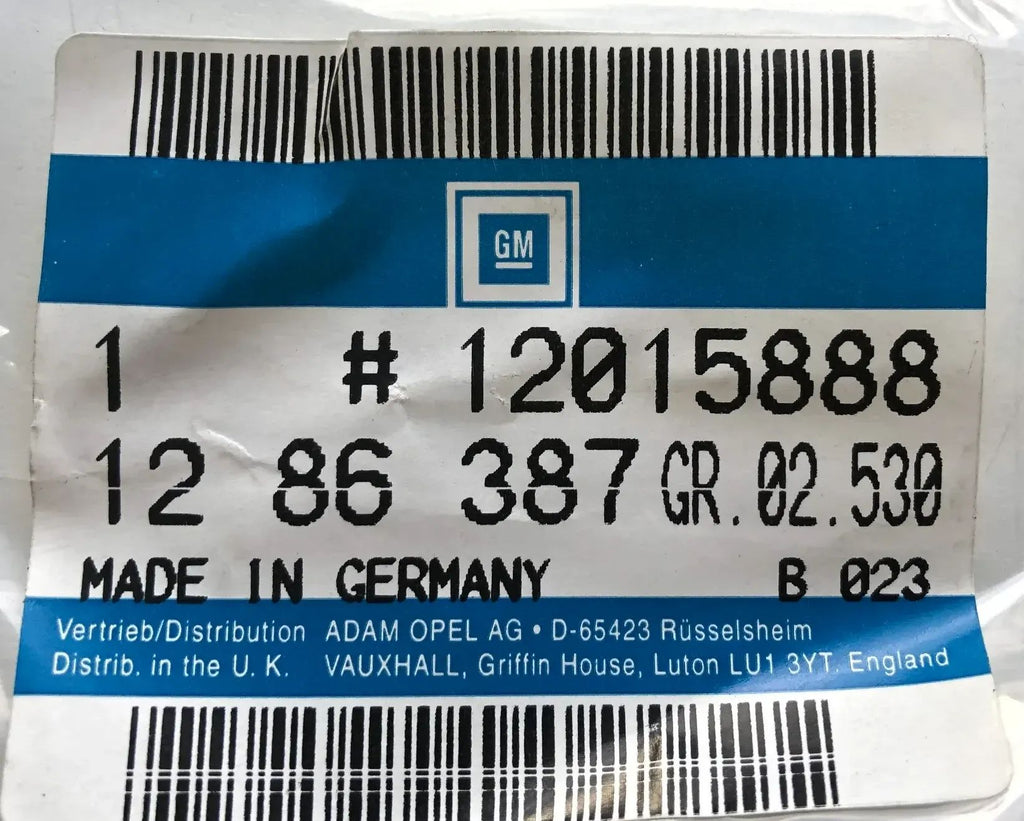 GM
1 # 12015888
12 86 387 GR. 02.530
MADE IN GERMANY B 023
Vertrieb/Distribution ADAM OPEL AG • D-65423 Rüsselsheim
Distrib. in the U. K. VAUXHALL, Griffin House, Luton LU1 3YT. England